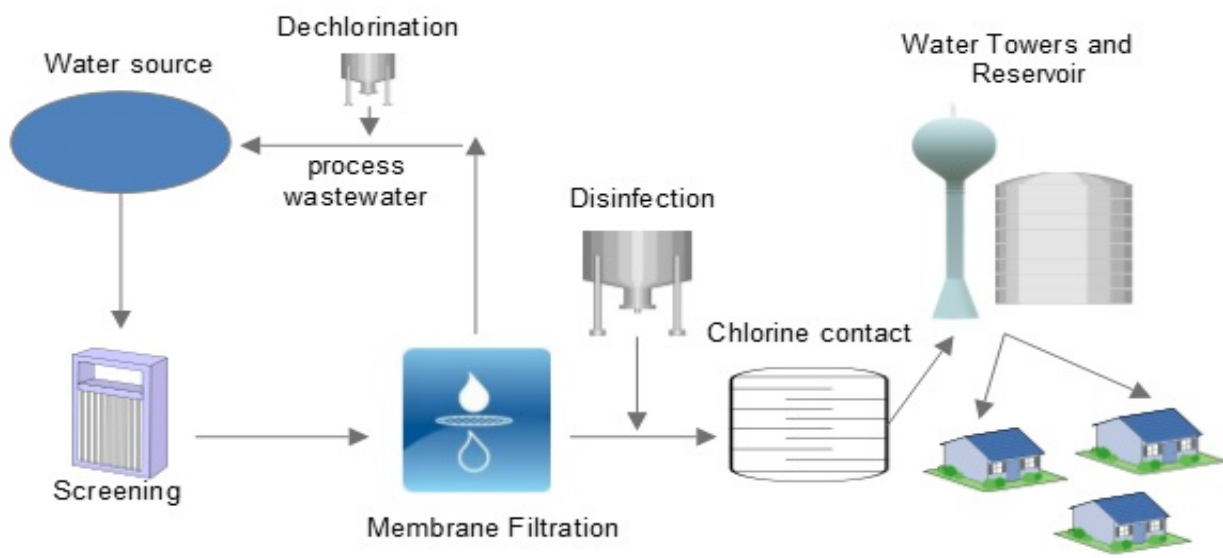 Dechlorination
Water source
process
wastewater
Water Towers and
Reservoir
Disinfection
Chlorine contact
Screening
Membrane Filtration